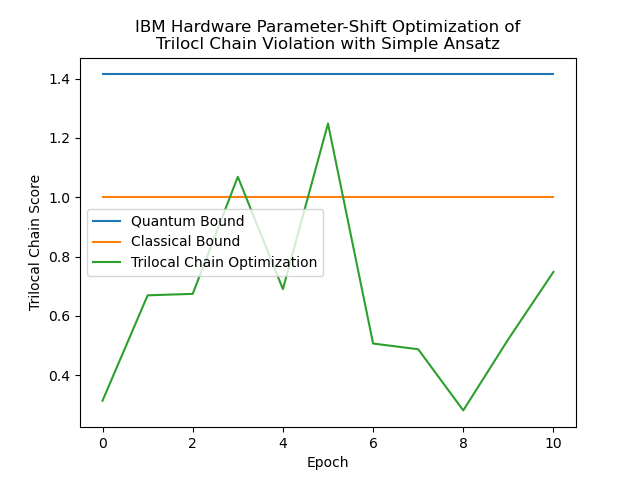 IBM Hardware Parameter-Shift Optimization of
Trilocl Chain Violation with Simple Ansatz
1.4
1.2
1.0
0.8
0.6
0.4
Trilocal Chain Score
Quantum Bound
Classical Bound
Trilocal Chain Optimization
0 2 4 6 8 10
Epoch